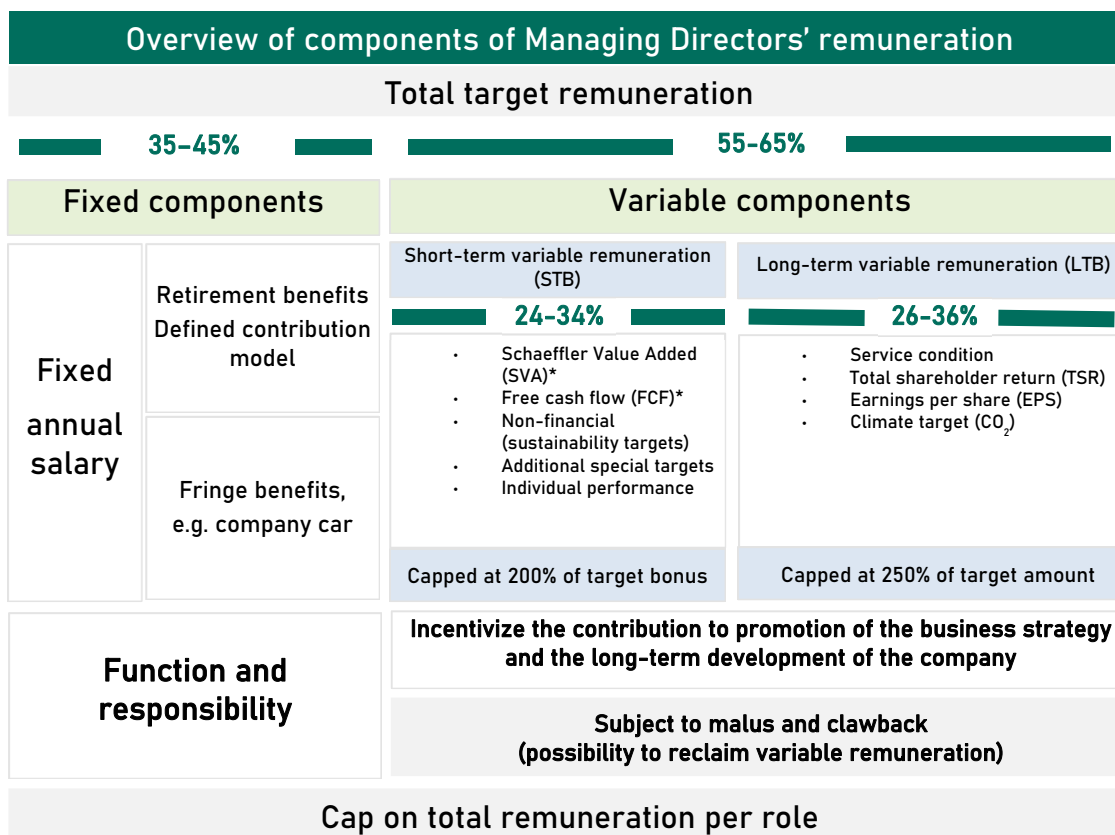 Overview of components of Managing Directors’ remuneration
Total target remuneration
35–45%
55-65%
Fixed components
Variable components
Fixed
annual
salary
Retirement benefits
Defined contribution
model
Fringe benefits,
e.g. company car
Short-term variable remuneration
(STB)
24-34%
• Schaeffler Value Added
(SVA)*
• Free cash flow (FCF)*
• Non-financial
(sustainability targets)
• Additional special targets
• Individual performance
Capped at 200% of target bonus
Long-term variable remuneration (LTB)
26-36%
• Service condition
• Total shareholder return (TSR)
• Earnings per share (EPS)
• Climate target (CO₂)
Capped at 250% of target amount
Function and
responsibility
Incentivize the contribution to promotion of the business strategy
and the long-term development of the company
Subject to malus and clawback
(possibility to reclaim variable remuneration)
Cap on total remuneration per role